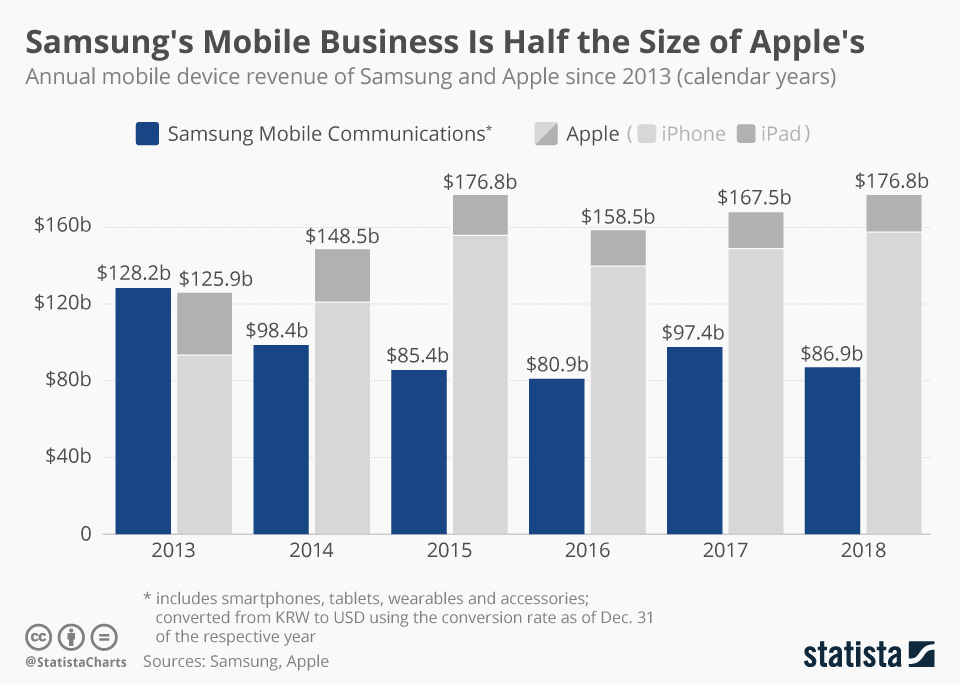 Samsung's Mobile Business Is Half the Size of Apple's
Annual mobile device revenue of Samsung and Apple since 2013 (calendar years)
Samsung Mobile Communications* Apple ( iPhone iPad )
$160b
$120b
$80b
$40b
0
$128.2b $125.9b
$98.4b $148.5b
$85.4b $176.8b
$80.9b $158.5b
$97.4b $167.5b
$86.9b $176.8b
2013 2014 2015 2016 2017 2018
* includes smartphones, tablets, wearables and accessories;
converted from KRW to USD using the conversion rate as of Dec. 31
of the respective year
cc
@StatistaCharts Sources: Samsung, Apple
statista